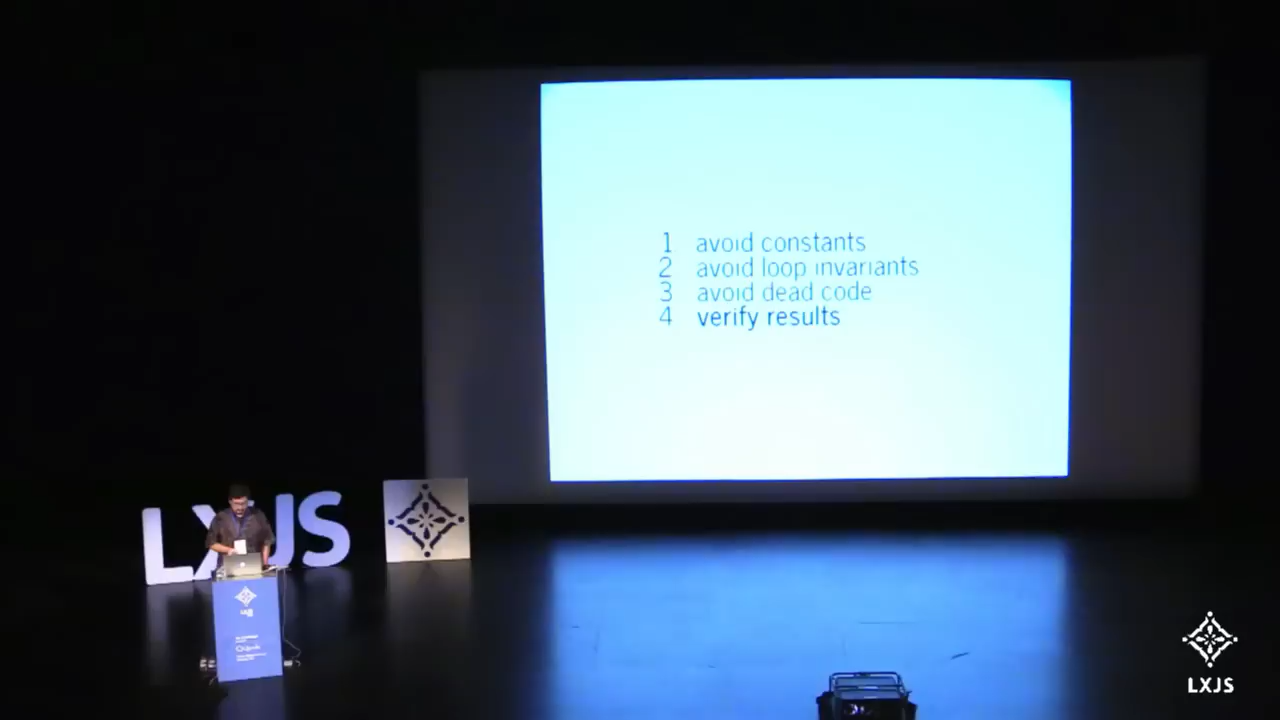 1 avoid constants
2 avoid loop invariants
3 avoid dead code
4 verify results
LXJS
LXJS